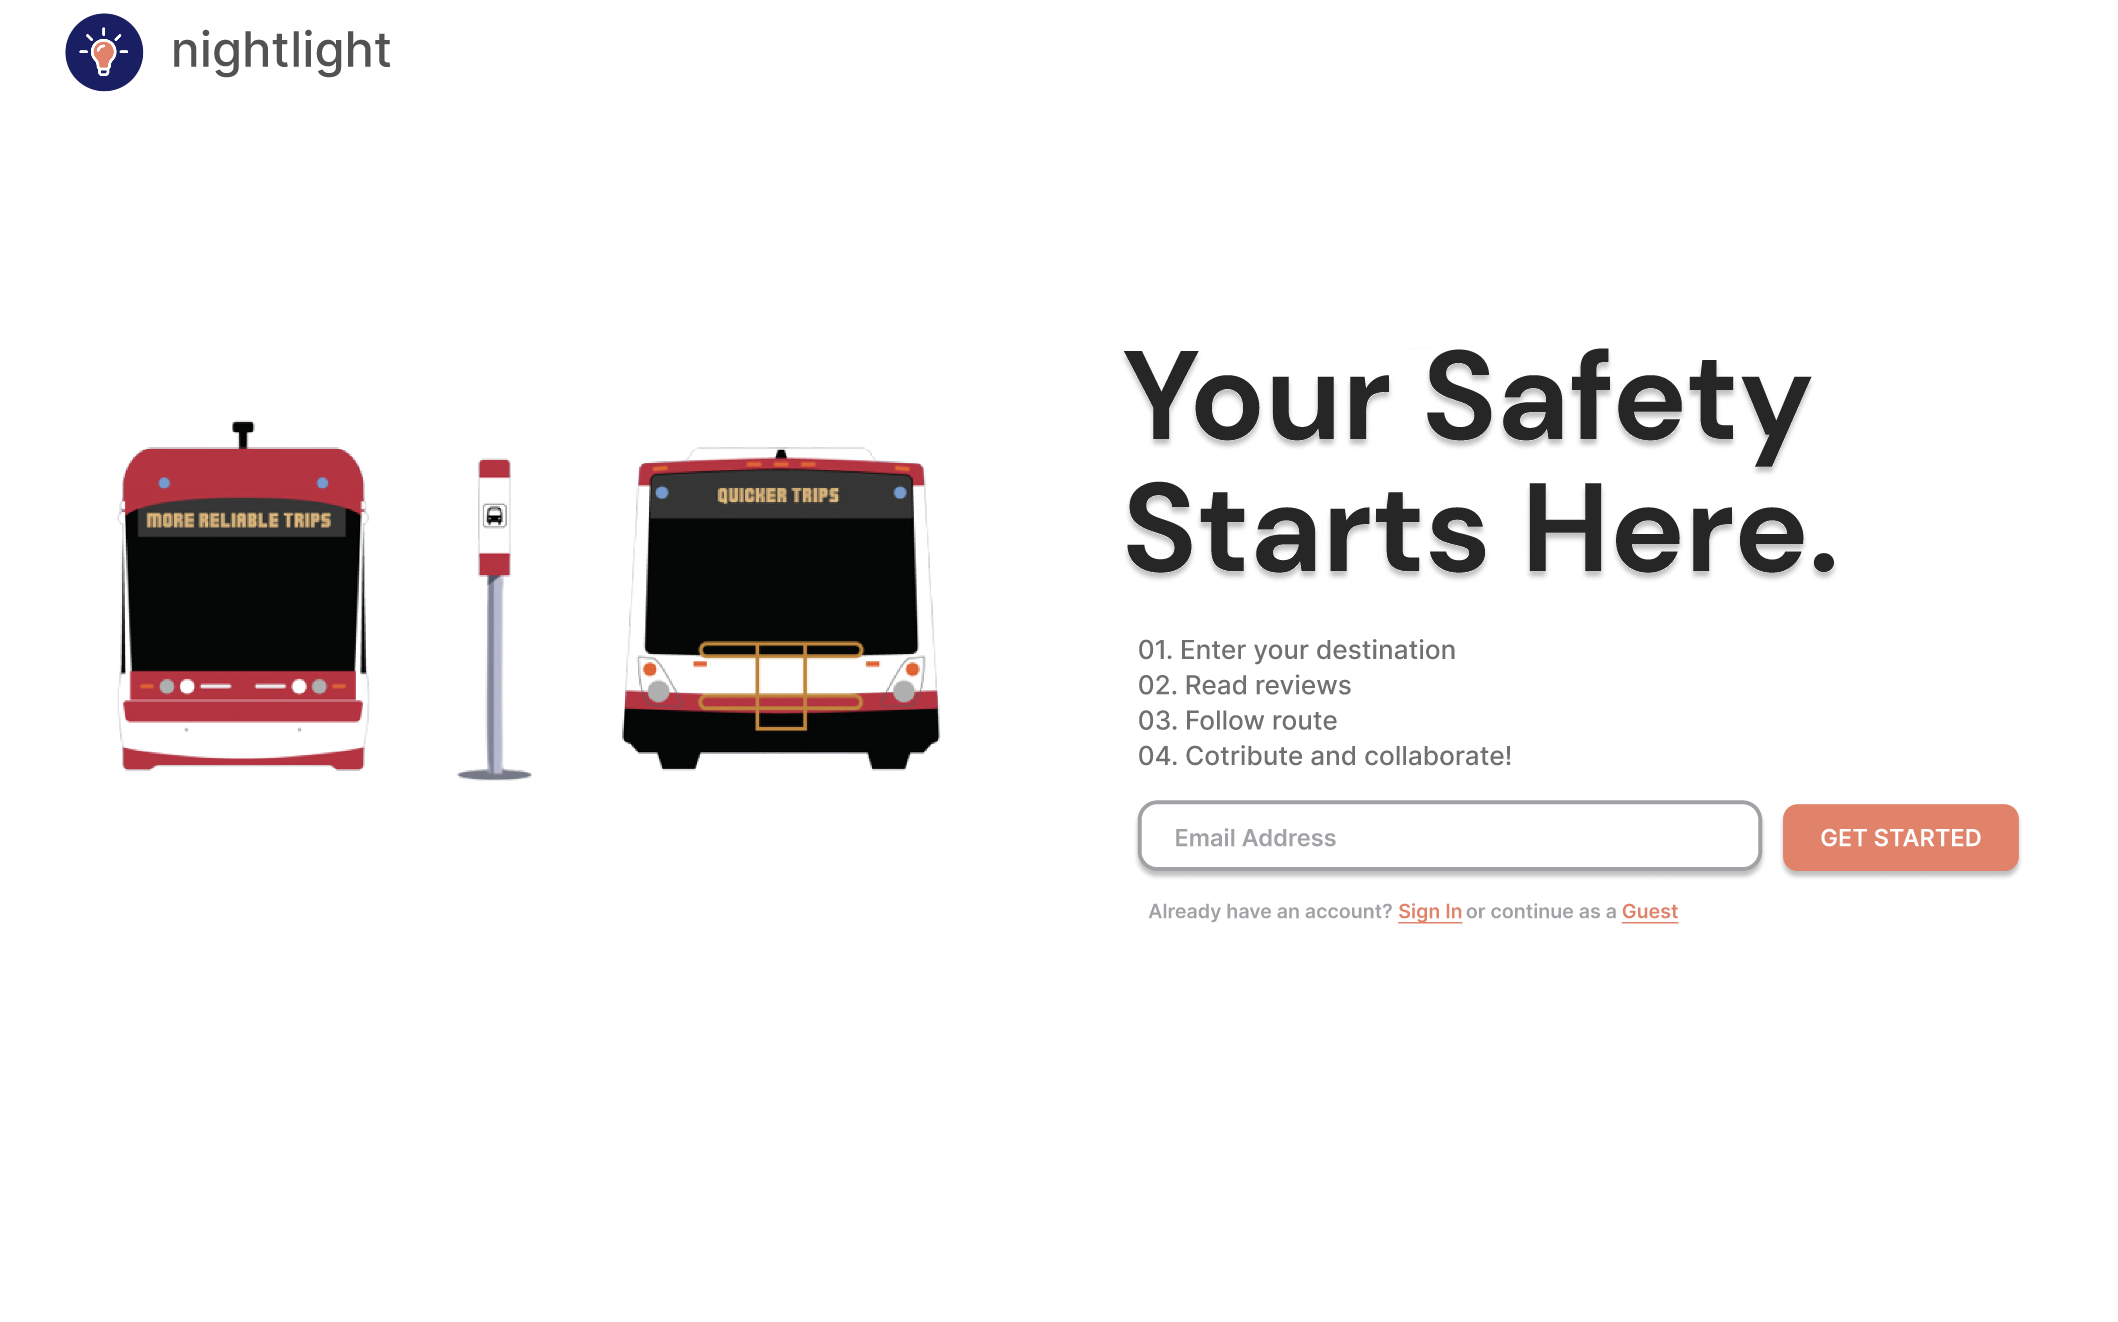 nightlight
MORE RELIABLE TRIPS
QUICKER TRIPS
Your Safety
Starts Here.
01. Enter your destination
02. Read reviews
03. Follow route
04. Cotribute and collaborate!
Email Address
GET STARTED
Already have an account? Sign In or continue as a Guest